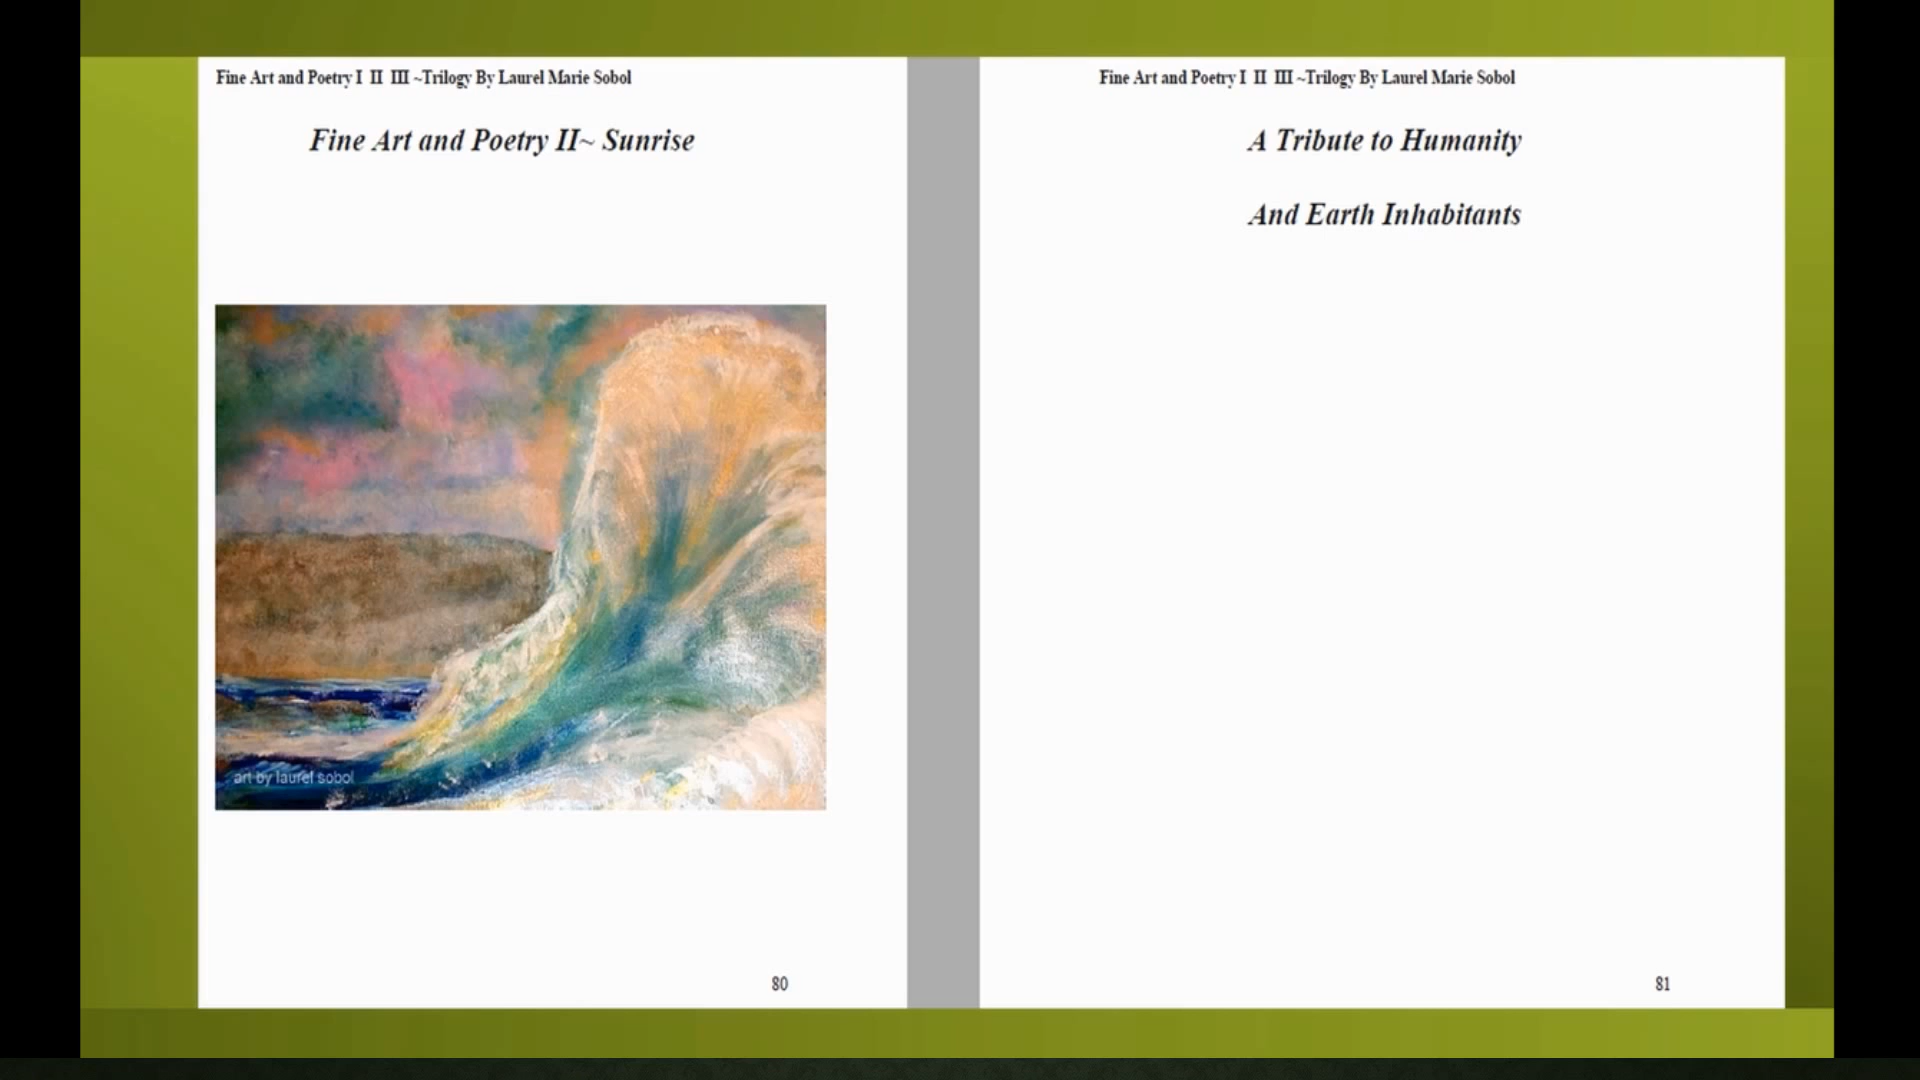 Fine Art and Poetry I II III ~Trilogy By Laurel Marie Sobol
Fine Art and Poetry II~ Sunrise
art by laurel sobol
80
Fine Art and Poetry I II III ~Trilogy By Laurel Marie Sobol
A Tribute to Humanity
And Earth Inhabitants
81